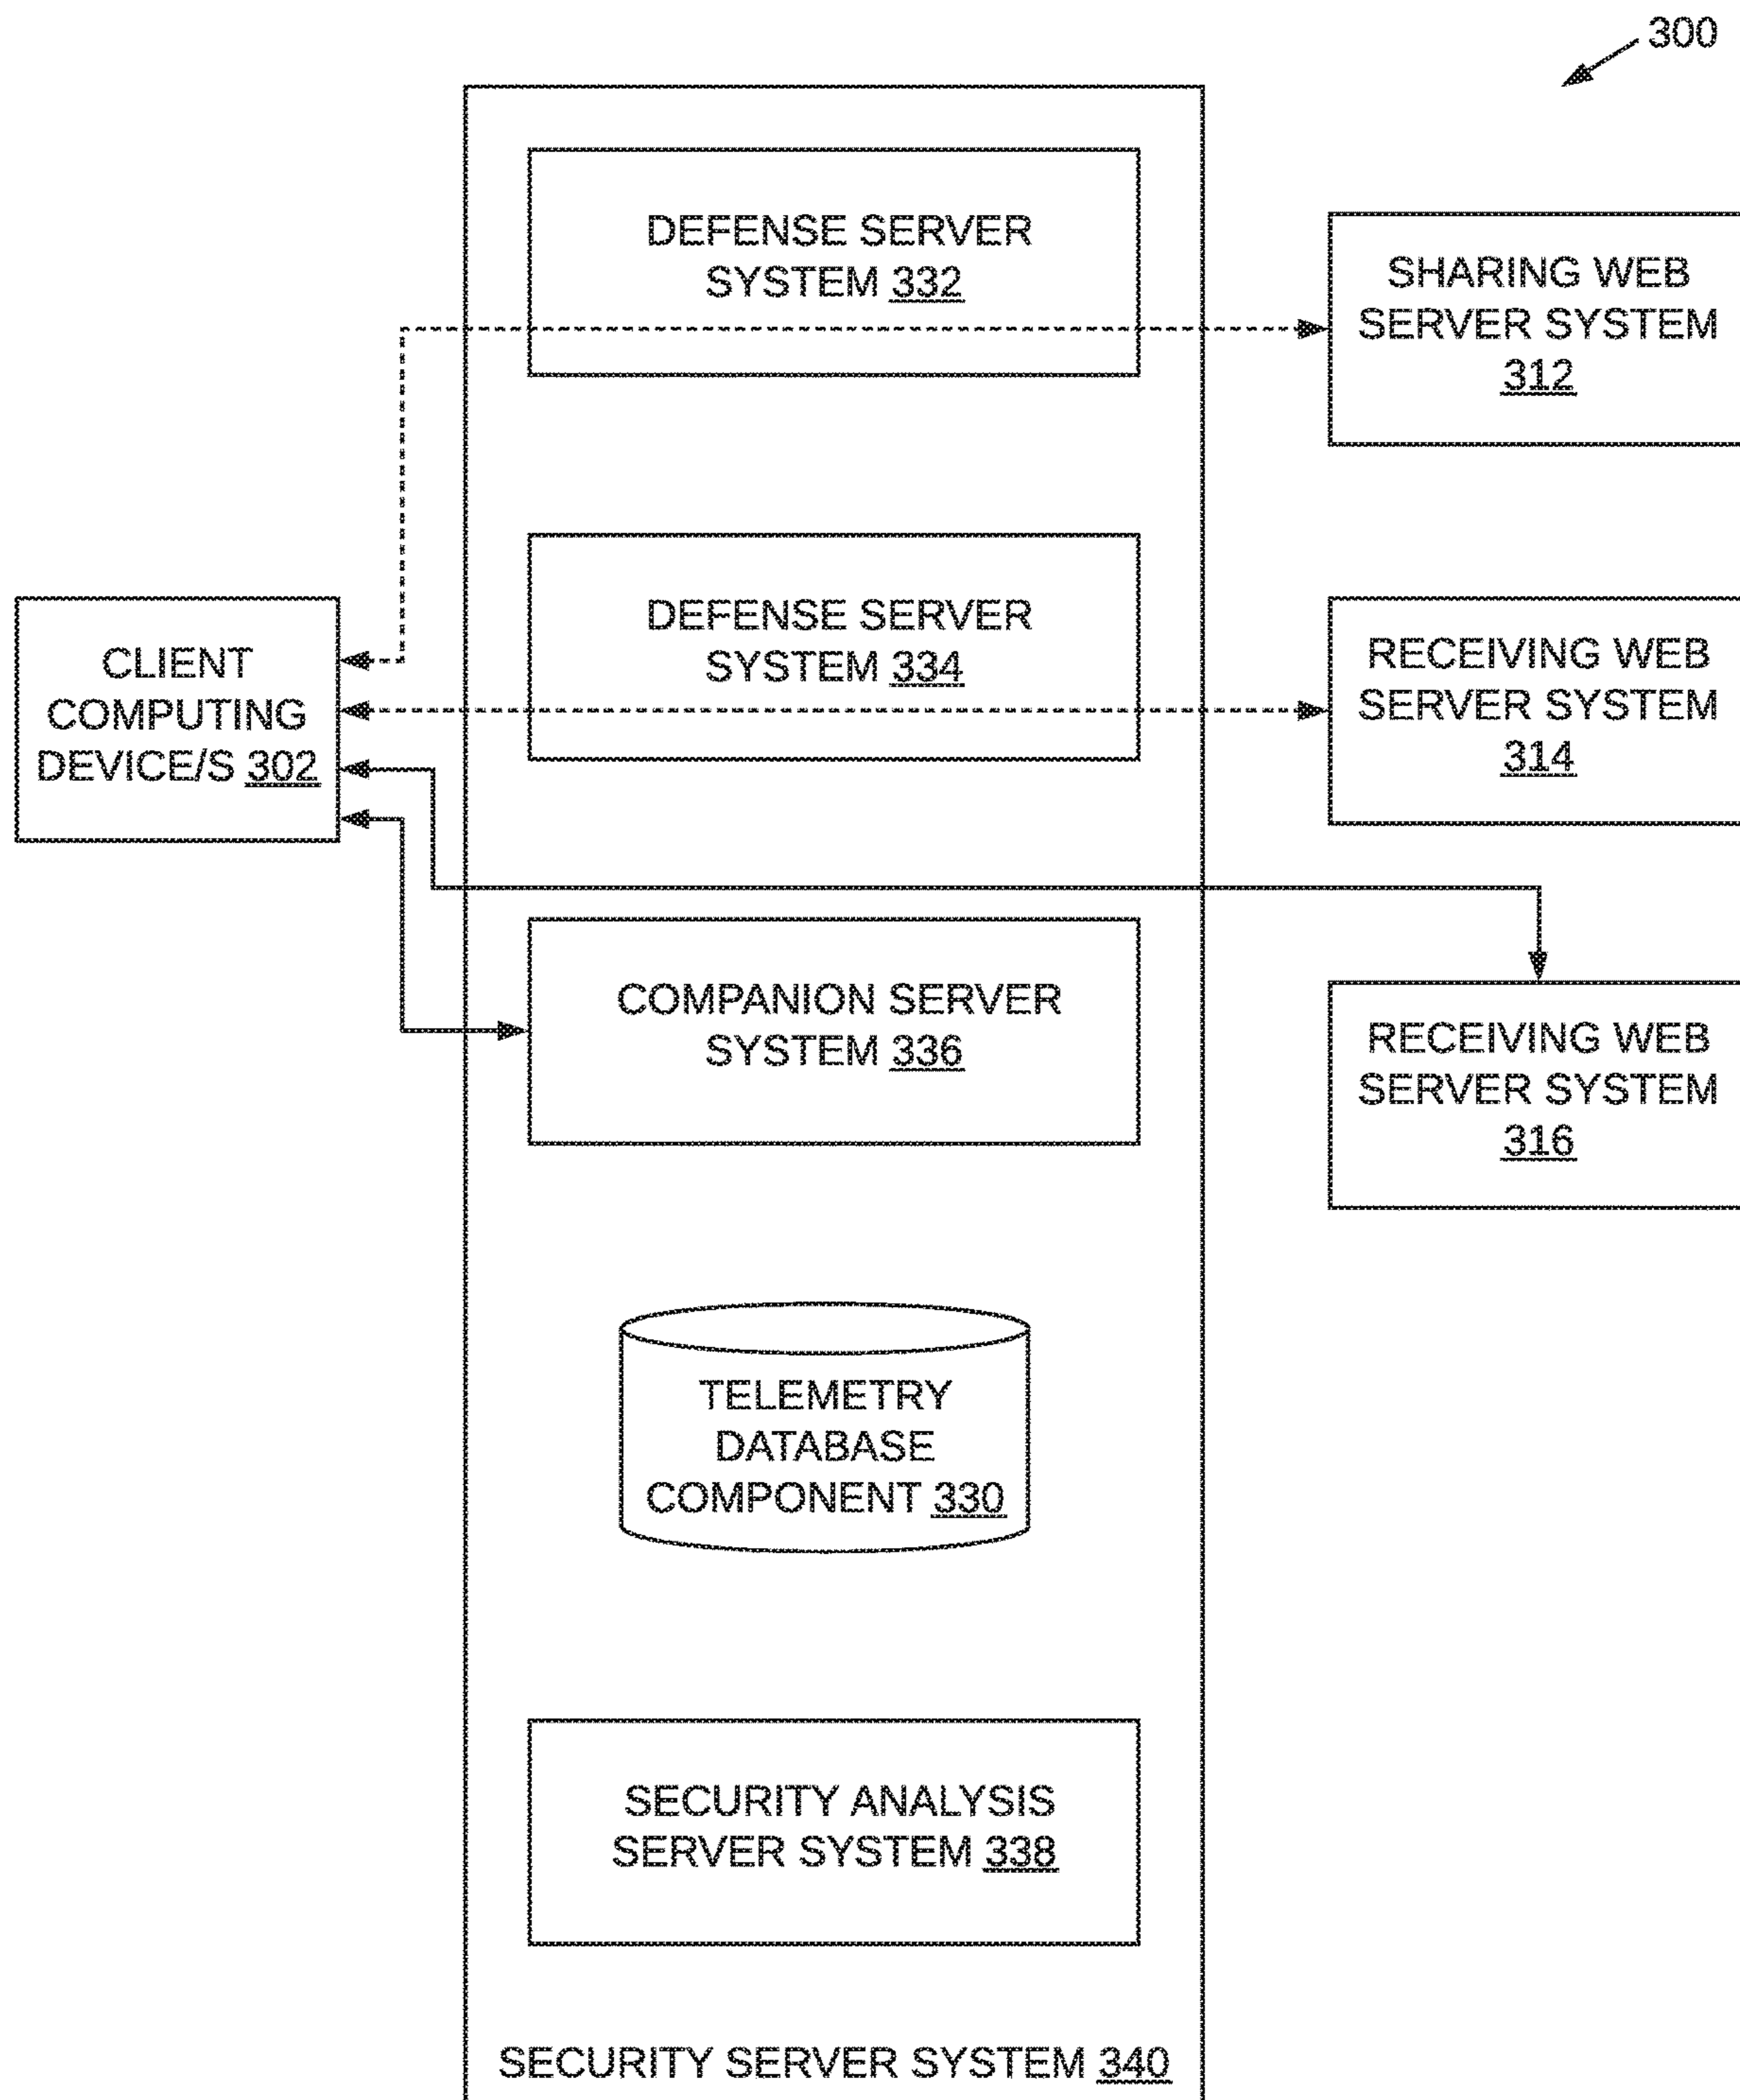 300
DEFENSE SERVER
SYSTEM 332
SHARING WEB
SERVER SYSTEM
312
DEFENSE SERVER
SYSTEM 334
CLIENT
COMPUTING
DEVICE/S 302
RECEIVING WEB
SERVER SYSTEM
314
COMPANION SERVER
SYSTEM 336
RECEIVING WEB
SERVER SYSTEM
316
TELEMETRY
DATABASE
COMPONENT 330
SECURITY ANALYSIS
SERVER SYSTEM 338
SECURITY SERVER SYSTEM 340